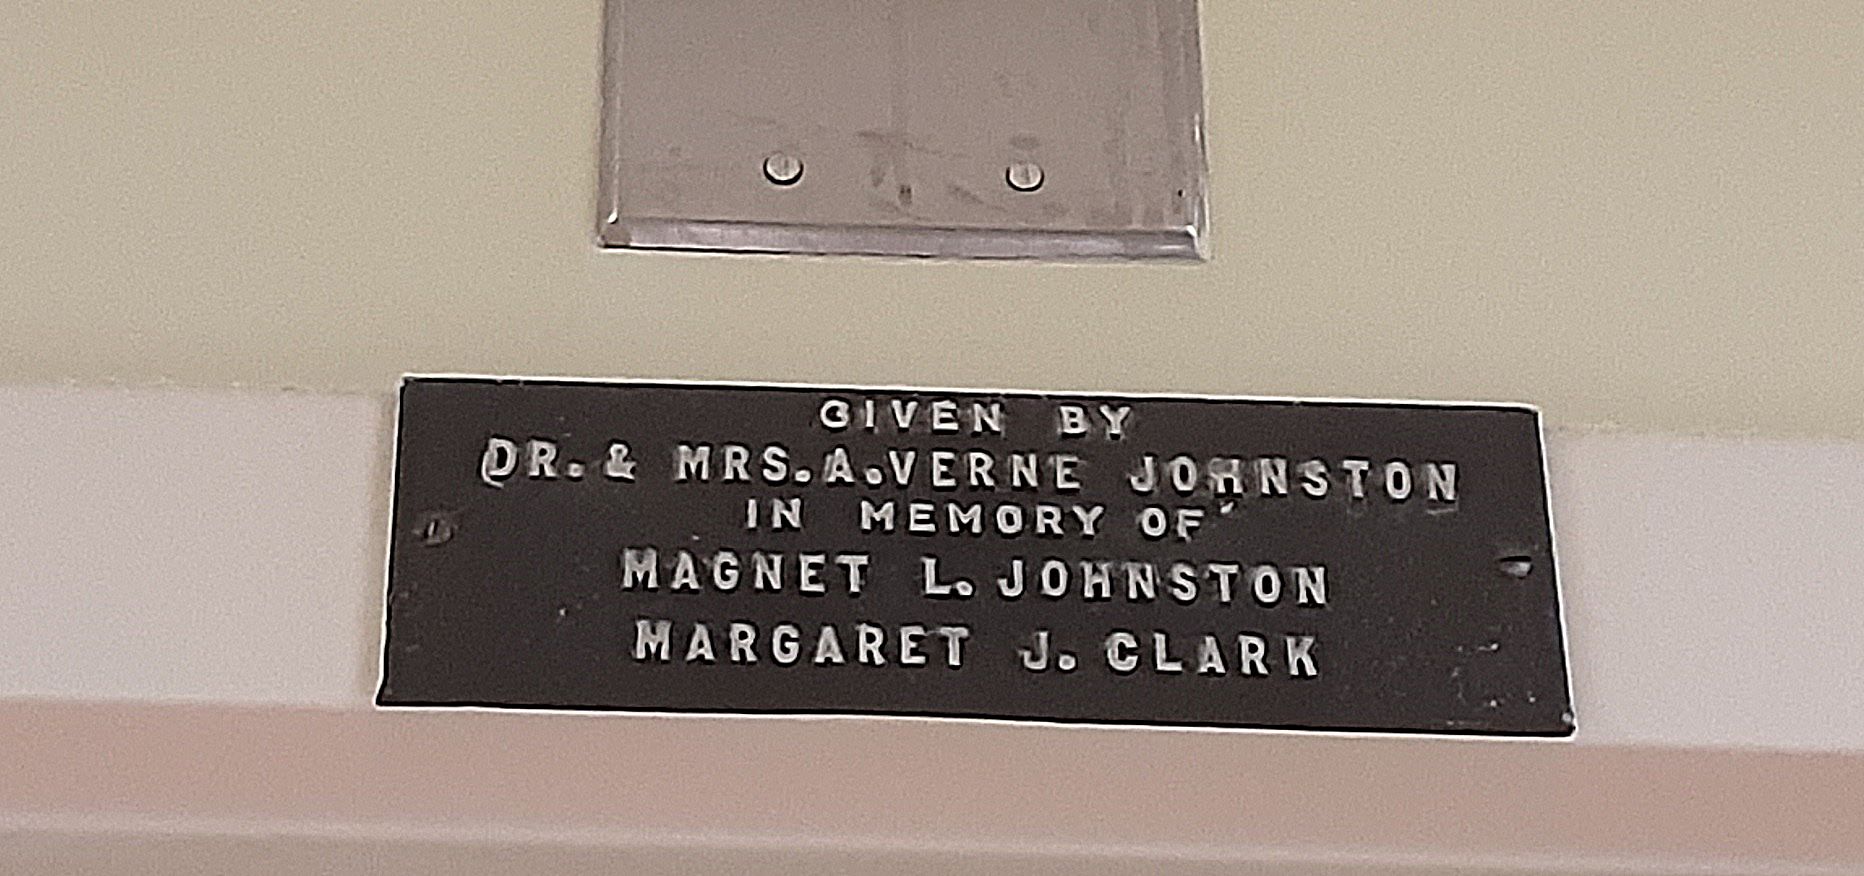 GIVEN BY
DR. & MRS. A. VERNE JOHNSTON
IN MEMORY OF
MAGNET L. JOHNSTON
MARGARET J. CLARK